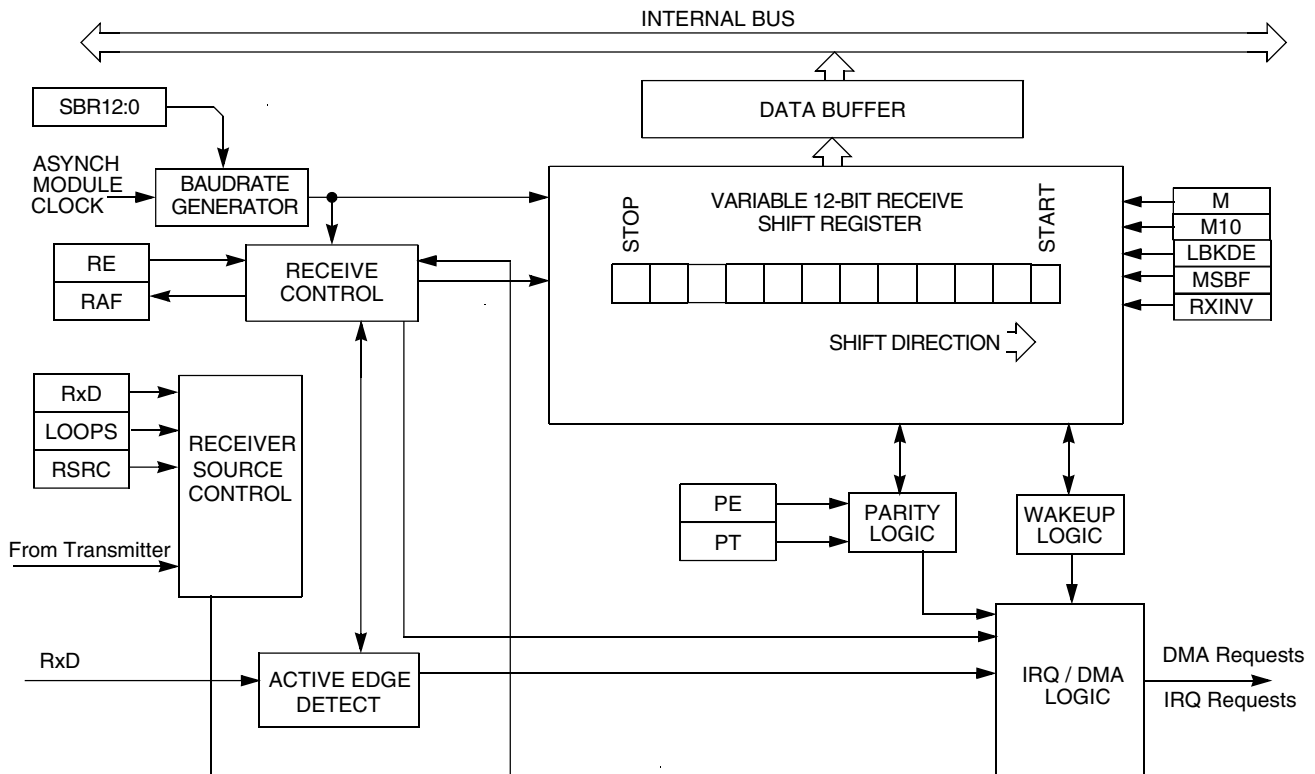 INTERNAL BUS
SBR12:0
DATA BUFFER
ASYNCH
MODULE
CLOCK
BAUDRATE
GENERATOR
VARIABLE 12-BIT RECEIVE
SHIFT REGISTER
STOP
START
M
M10
LBKDE
MSBF
RXINV
RE
RAF
RECEIVE
CONTROL
SHIFT DIRECTION
RxD
LOOPS
RSRC
RECEIVER
SOURCE
CONTROL
From Transmitter
PE
PT
PARITY
LOGIC
WAKEUP
LOGIC
RxD
ACTIVE EDGE
DETECT
IRQ / DMA
LOGIC
DMA Requests
IRQ Requests